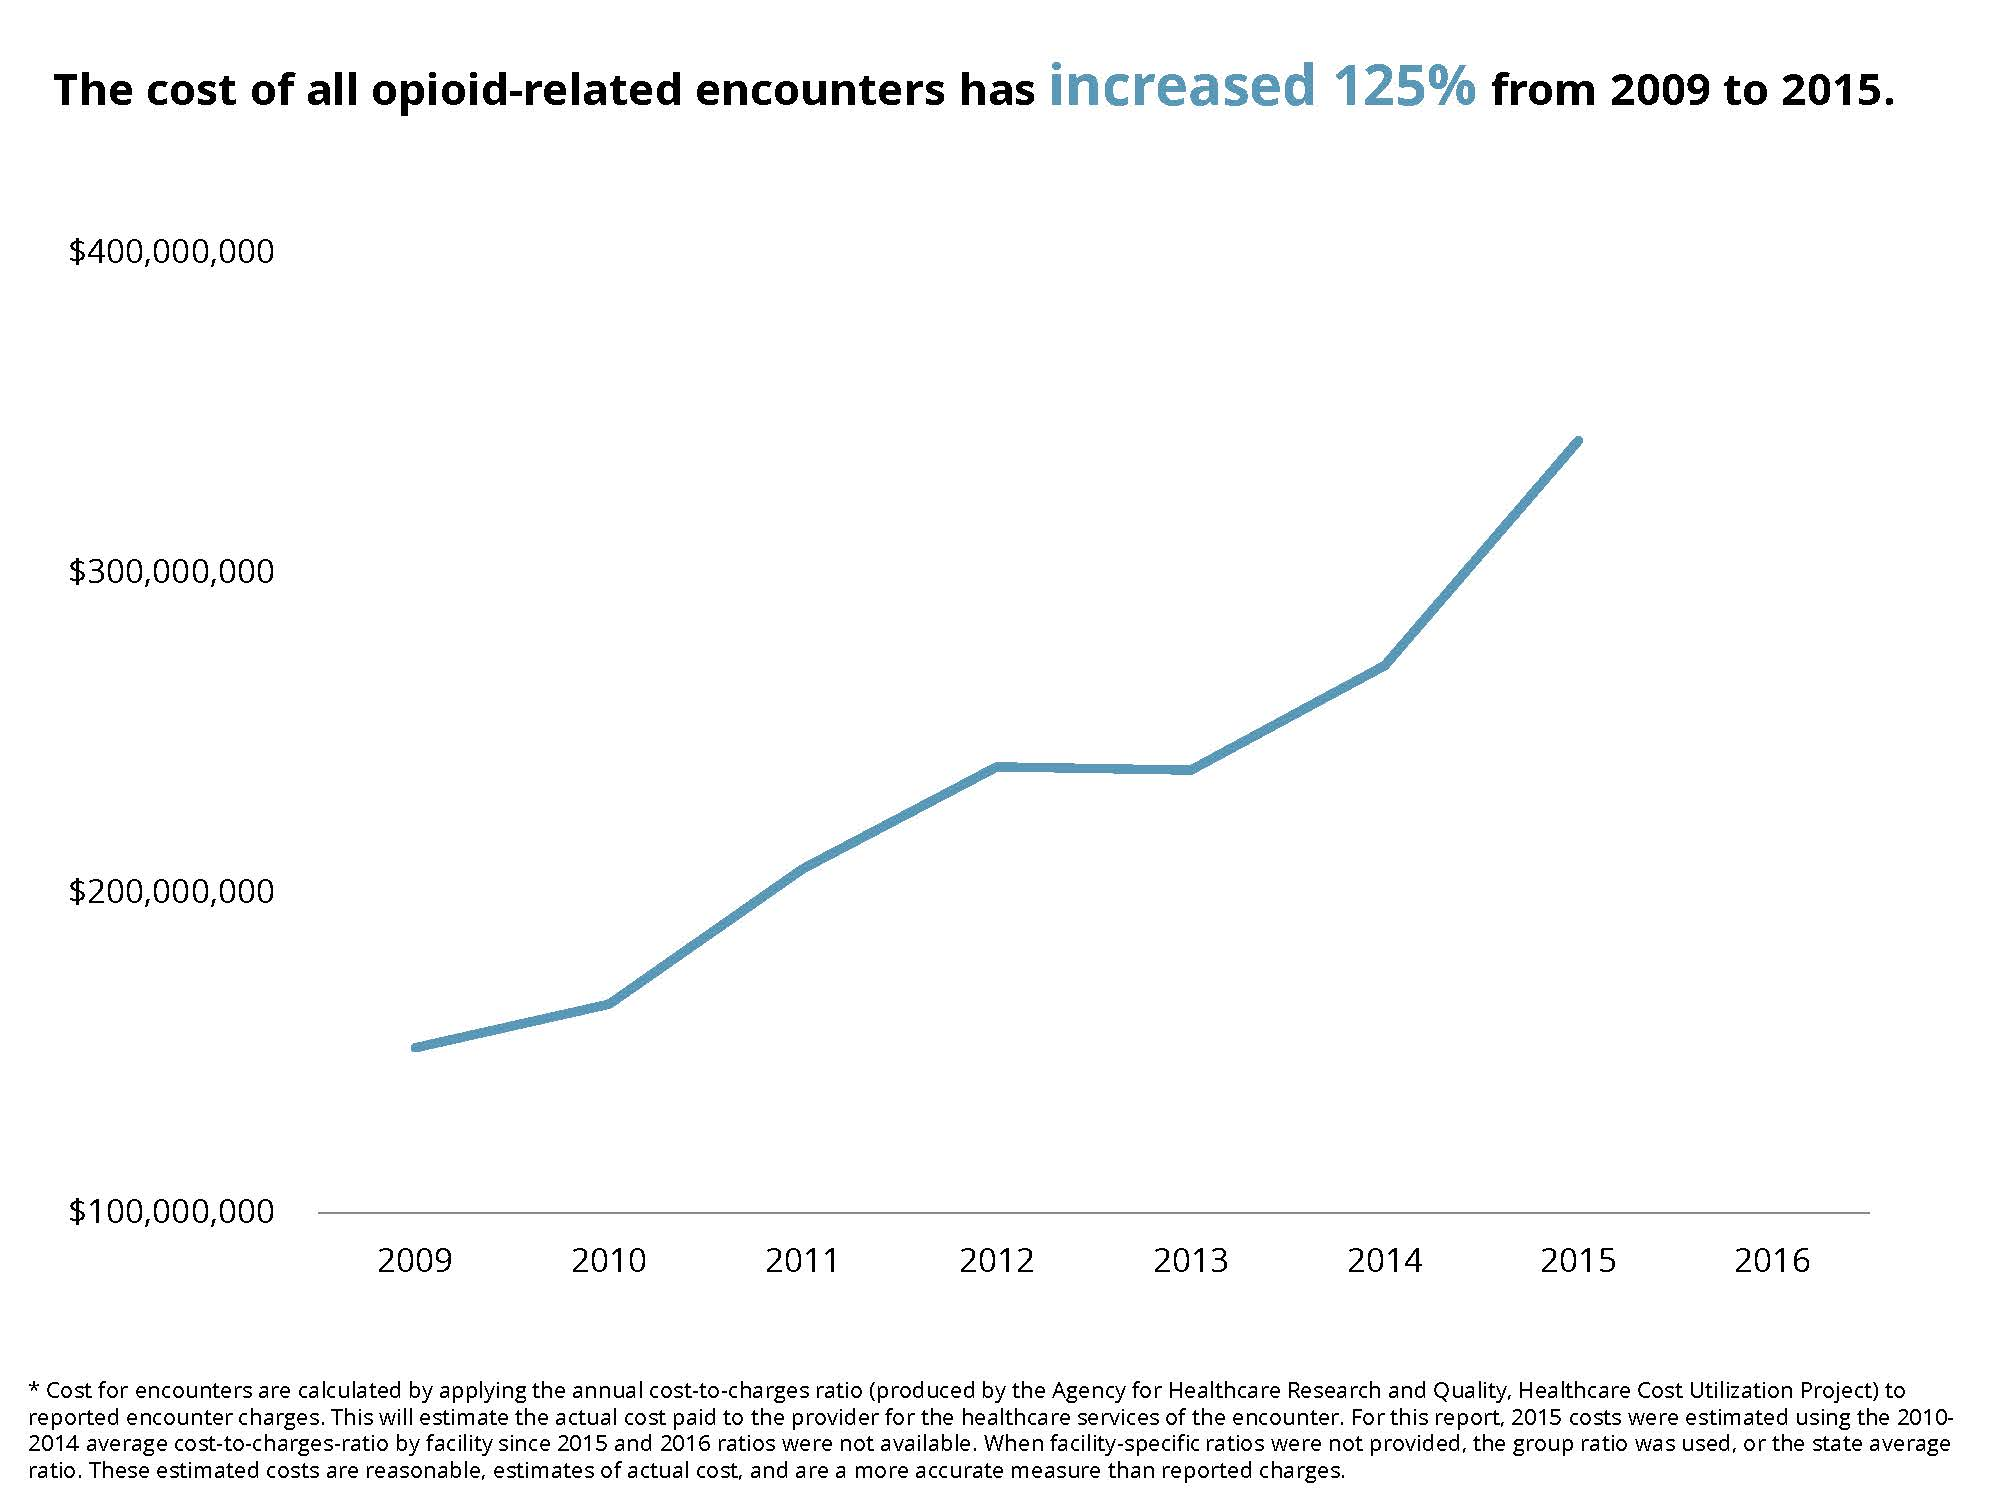 The cost of all opioid-related encounters has increased 125% from 2009 to 2015.
$400,000,000
$300,000,000
$200,000,000
$100,000,000
2009 2010 2011 2012 2013 2014 2015 2016
* Cost for encounters are calculated by applying the annual cost-to-charges ratio (produced by the Agency for Healthcare Research and Quality, Healthcare Cost Utilization Project) to
reported encounter charges. This will estimate the actual cost paid to the provider for the healthcare services of the encounter. For this report, 2015 costs were estimated using the 2010-
2014 average cost-to-charges-ratio by facility since 2015 and 2016 ratios were not available. When facility-specific ratios were not provided, the group ratio was used, or the state average
ratio. These estimated costs are reasonable, estimates of actual cost, and are a more accurate measure than reported charges.